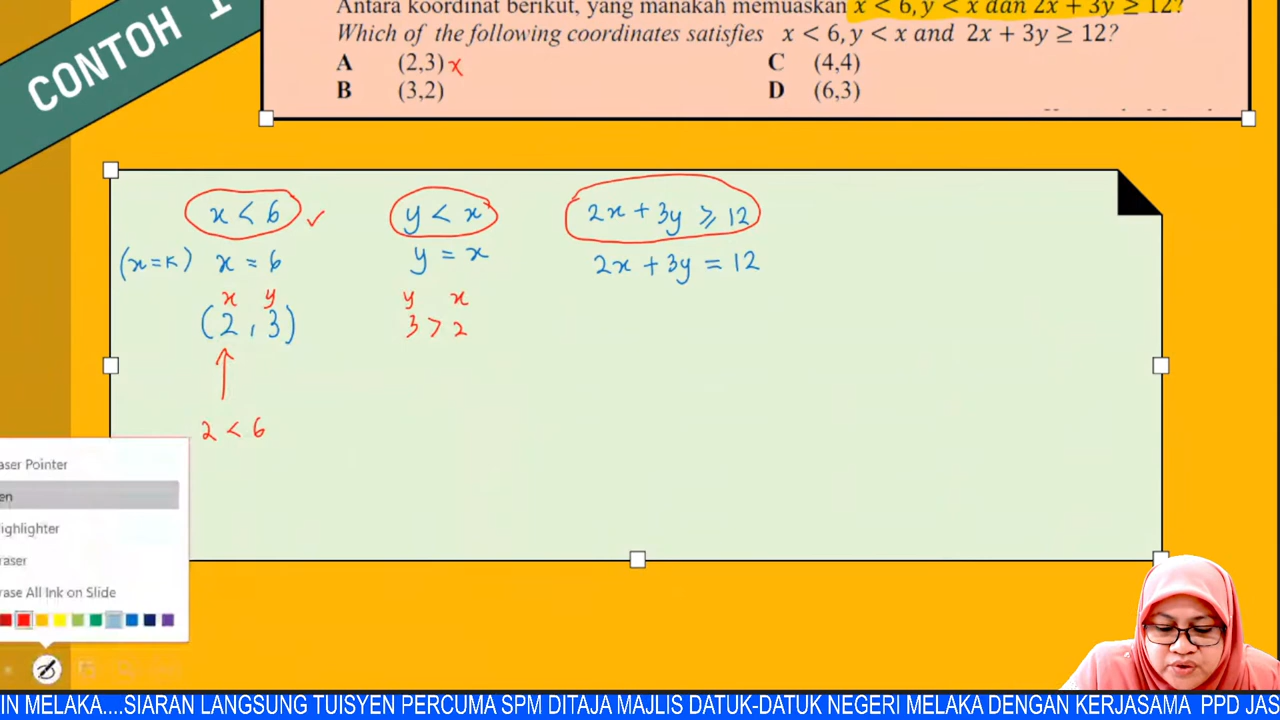 CONTOH 1
Antara koordinat berikut, yang manakah memuaskan x < 6, y < x dan 2x + 3y ≥ 12?
Which of the following coordinates satisfies x < 6, y < x and 2x + 3y ≥ 12?
A (2,3) x C (4,4)
B (3,2) D (6,3)
x < 6 ✓ y < x 2x + 3y ≥ 12
(x=k) x = 6 y = x 2x + 3y = 12
x y y x
(2, 3) 3 > 2
2 < 6
aser Pointer
en
ighlighter
raser
rase All Ink on Slide
IN MELAKA....SIARAN LANGSUNG TUISYEN PERCUMA SPM DITAJA MAJLIS DATUK-DATUK NEGERI MELAKA DENGAN KERJASAMA PPD JAS